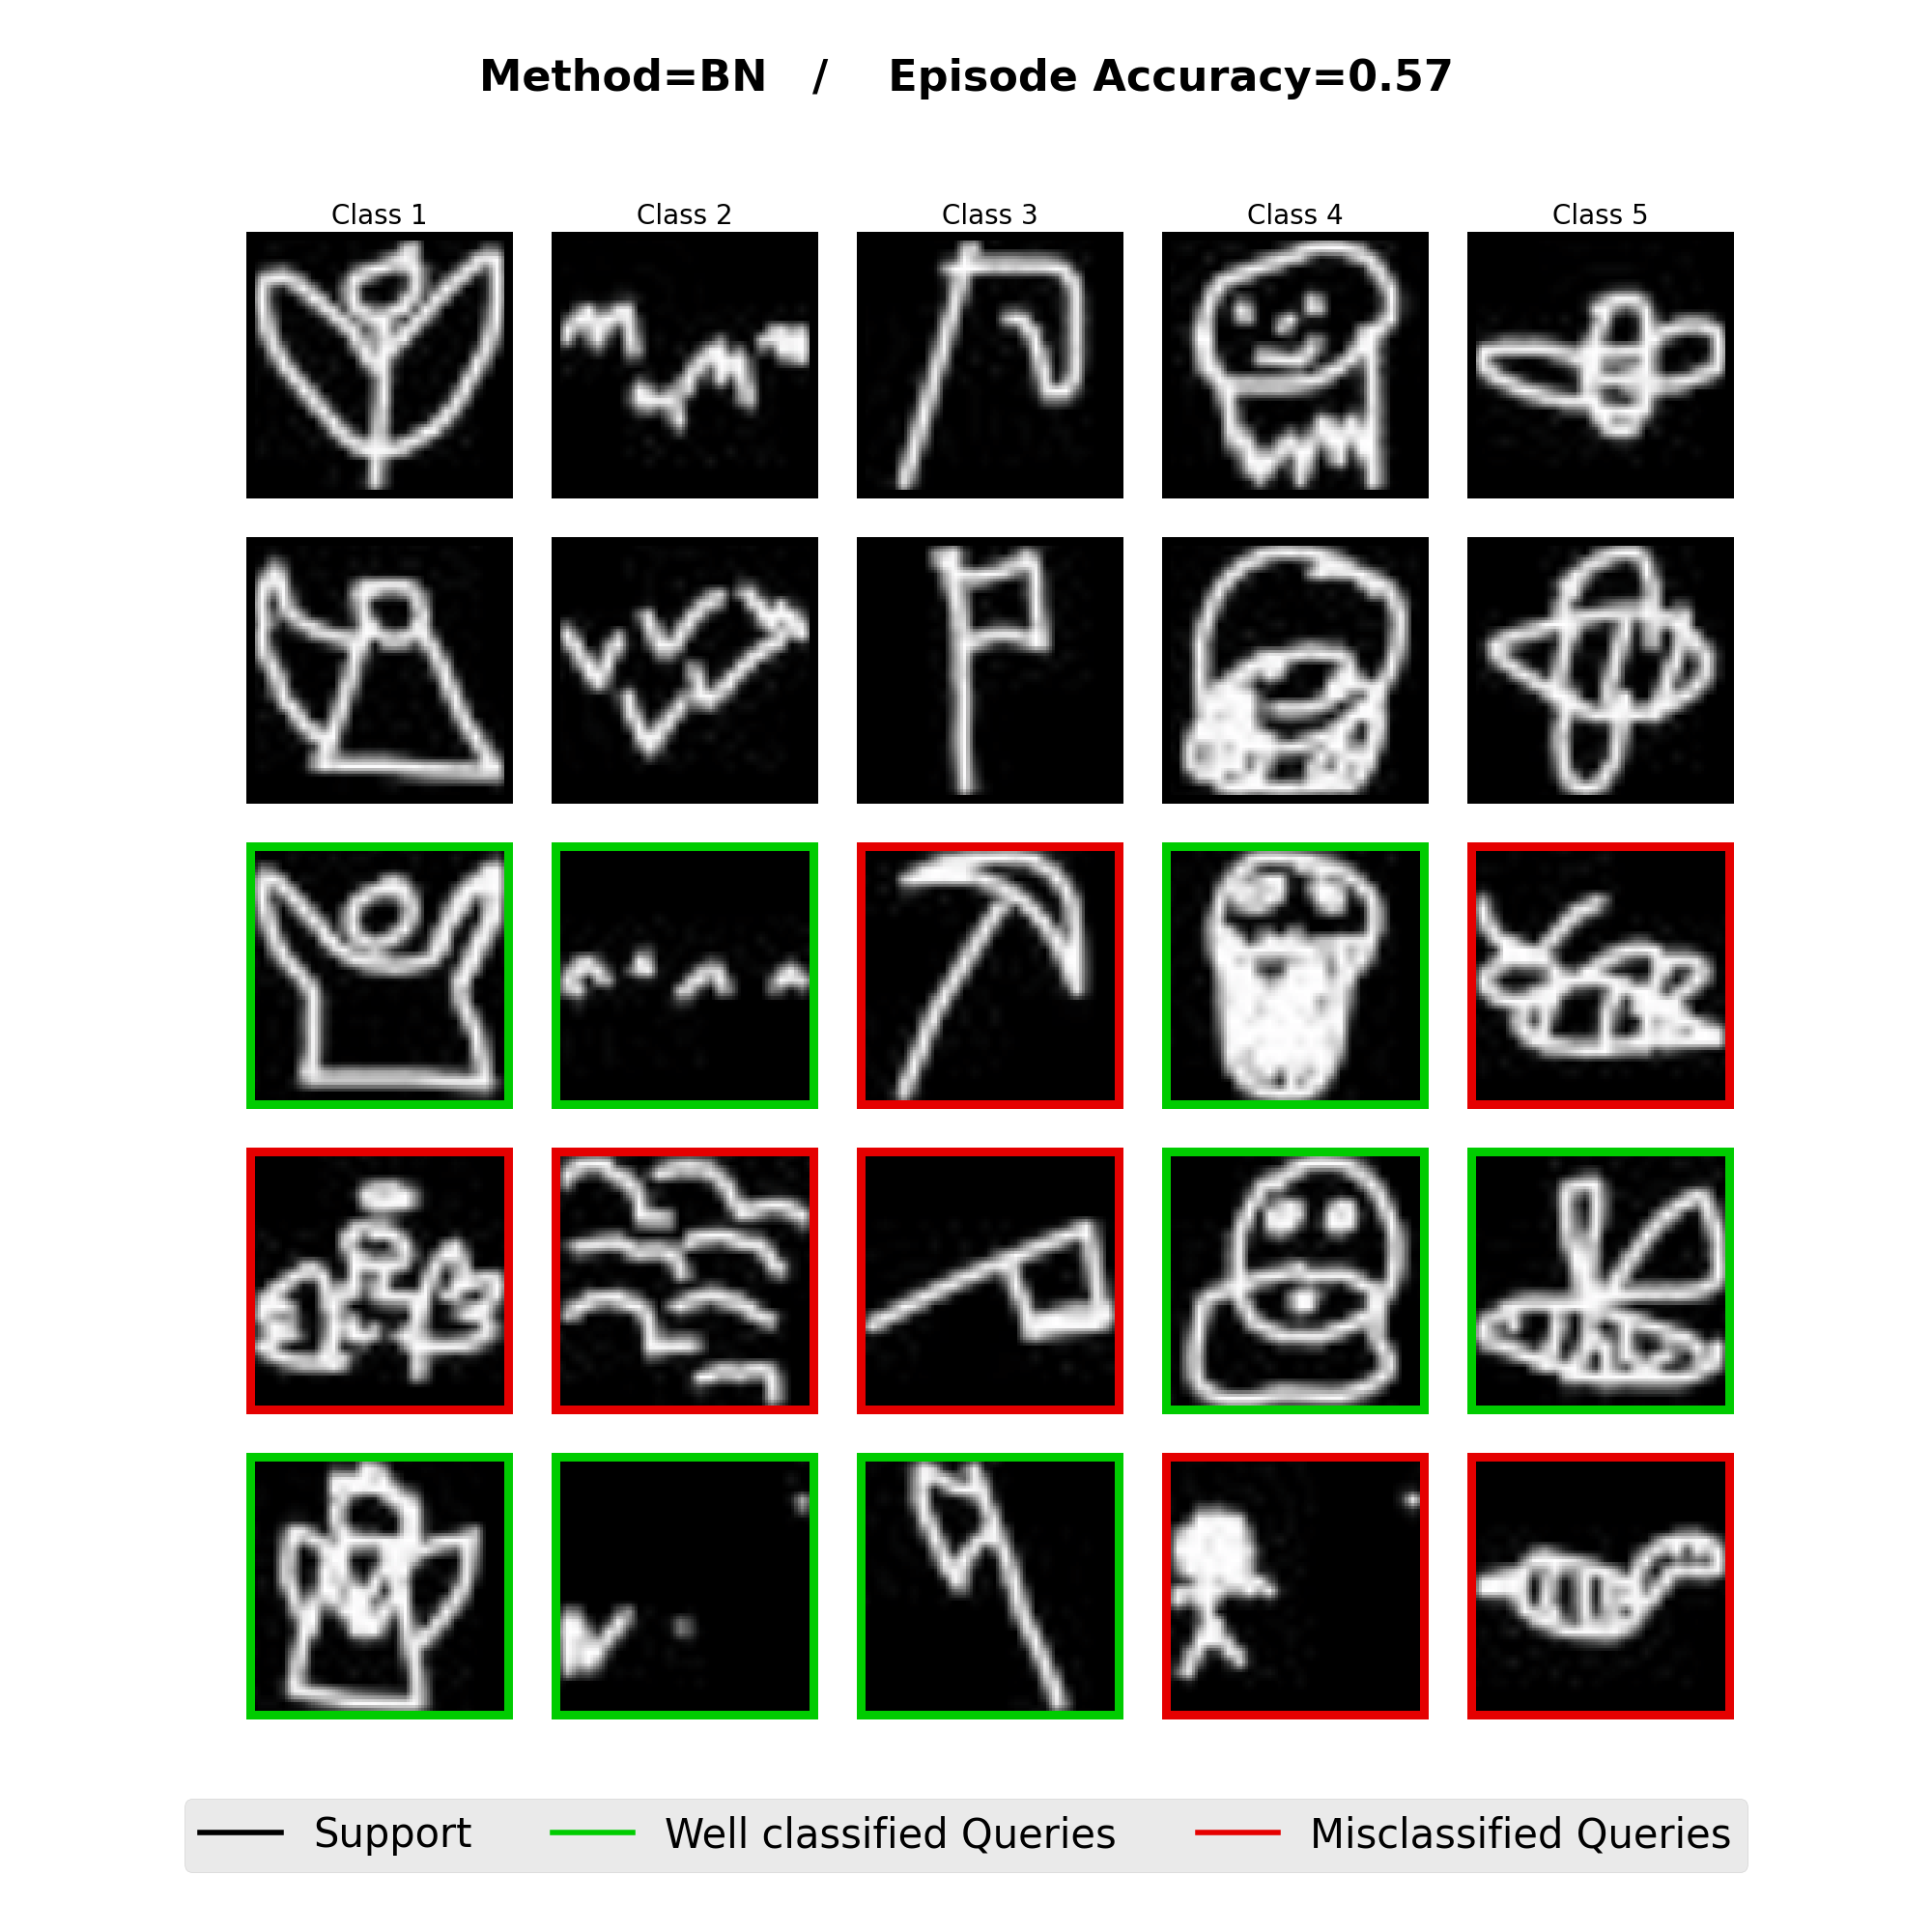 Method=BN / Episode Accuracy=0.57
Class 1 Class 2 Class 3 Class 4 Class 5
Support Well classified Queries Misclassified Queries